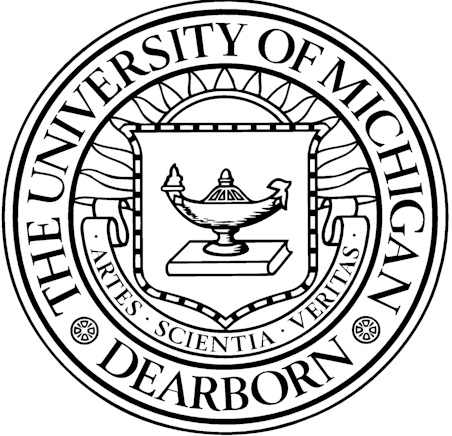 THE UNIVERSITY OF MICHIGAN
· ARTES · SCIENTIA · VERITAS ·
DEARBORN